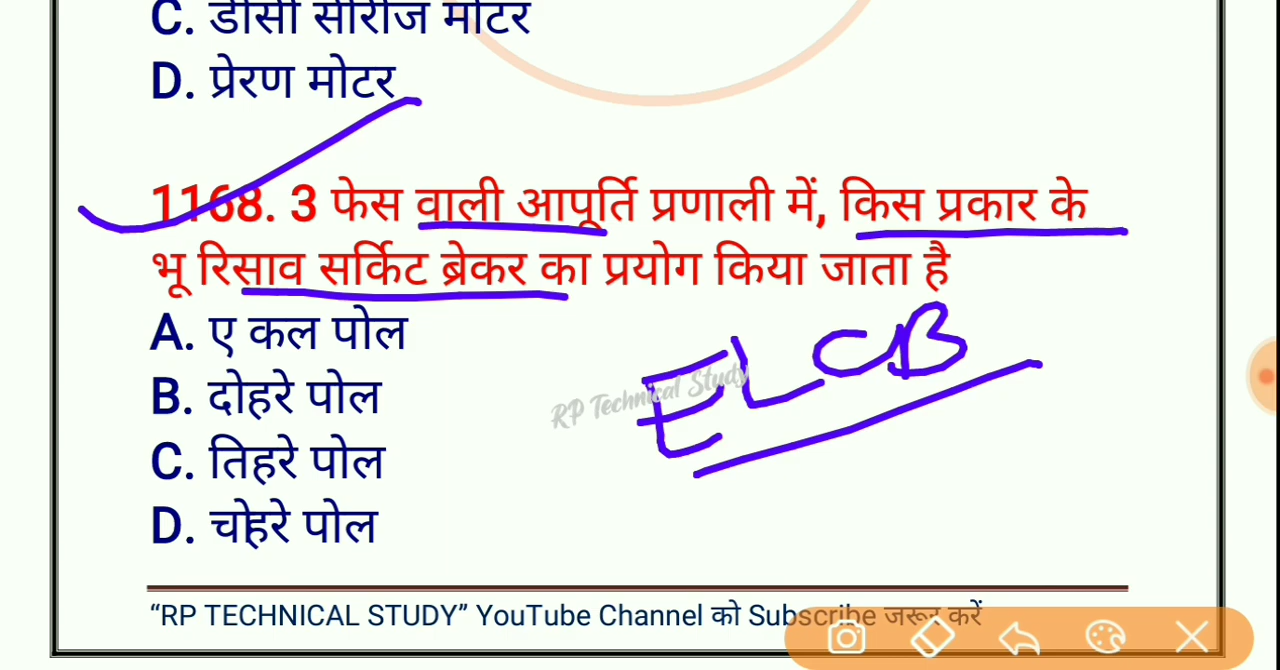 C. डीसी सीरीज मोटर
D. प्रेरण मोटर
1168. 3 फेस वाली आपूर्ति प्रणाली में, किस प्रकार के
भू रिसाव सर्किट ब्रेकर का प्रयोग किया जाता है
A. ए कल पोल
B. दोहरे पोल
C. तिहरे पोल
D. चोहरे पोल
ELCB
RP Technical Study
“RP TECHNICAL STUDY” YouTube Channel को Subscribe जरूर करें